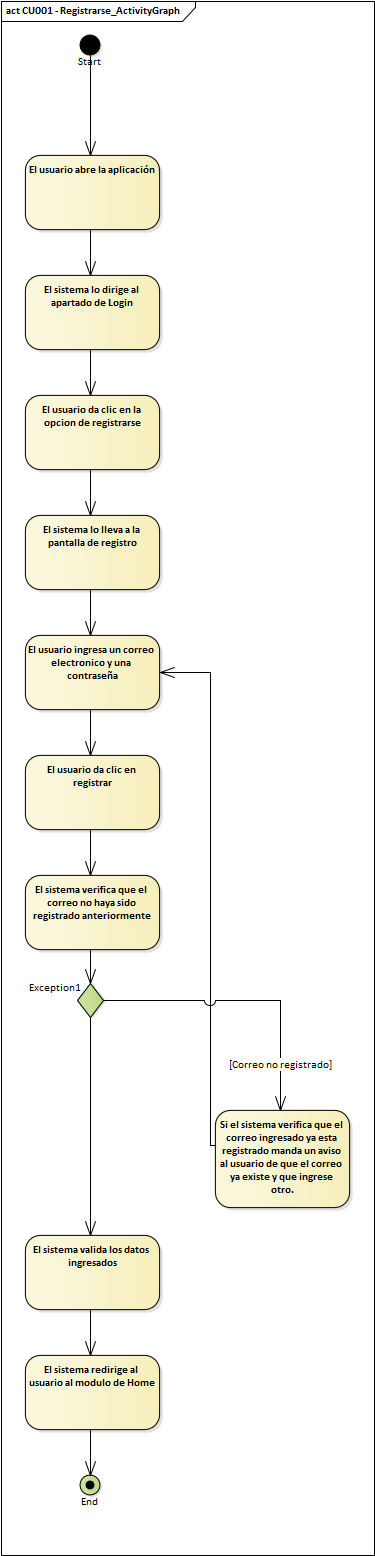 act CU001 - Registrarse_ActivityGraph
Start
El usuario abre la aplicación
El sistema lo dirige al
apartado de Login
El usuario da clic en la
opcion de registrarse
El sistema lo lleva a la
pantalla de registro
El usuario ingresa un correo
electronico y una
contraseña
El usuario da clic en
registrar
El sistema verifica que el
correo no haya sido
registrado anteriormente
Exception1
[Correo no registrado]
Si el sistema verifica que el
correo ingresado ya esta
registrado manda un aviso
al usuario de que el correo
ya existe y que ingrese
otro.
El sistema valida los datos
ingresados
El sistema redirige al
usuario al modulo de Home
End